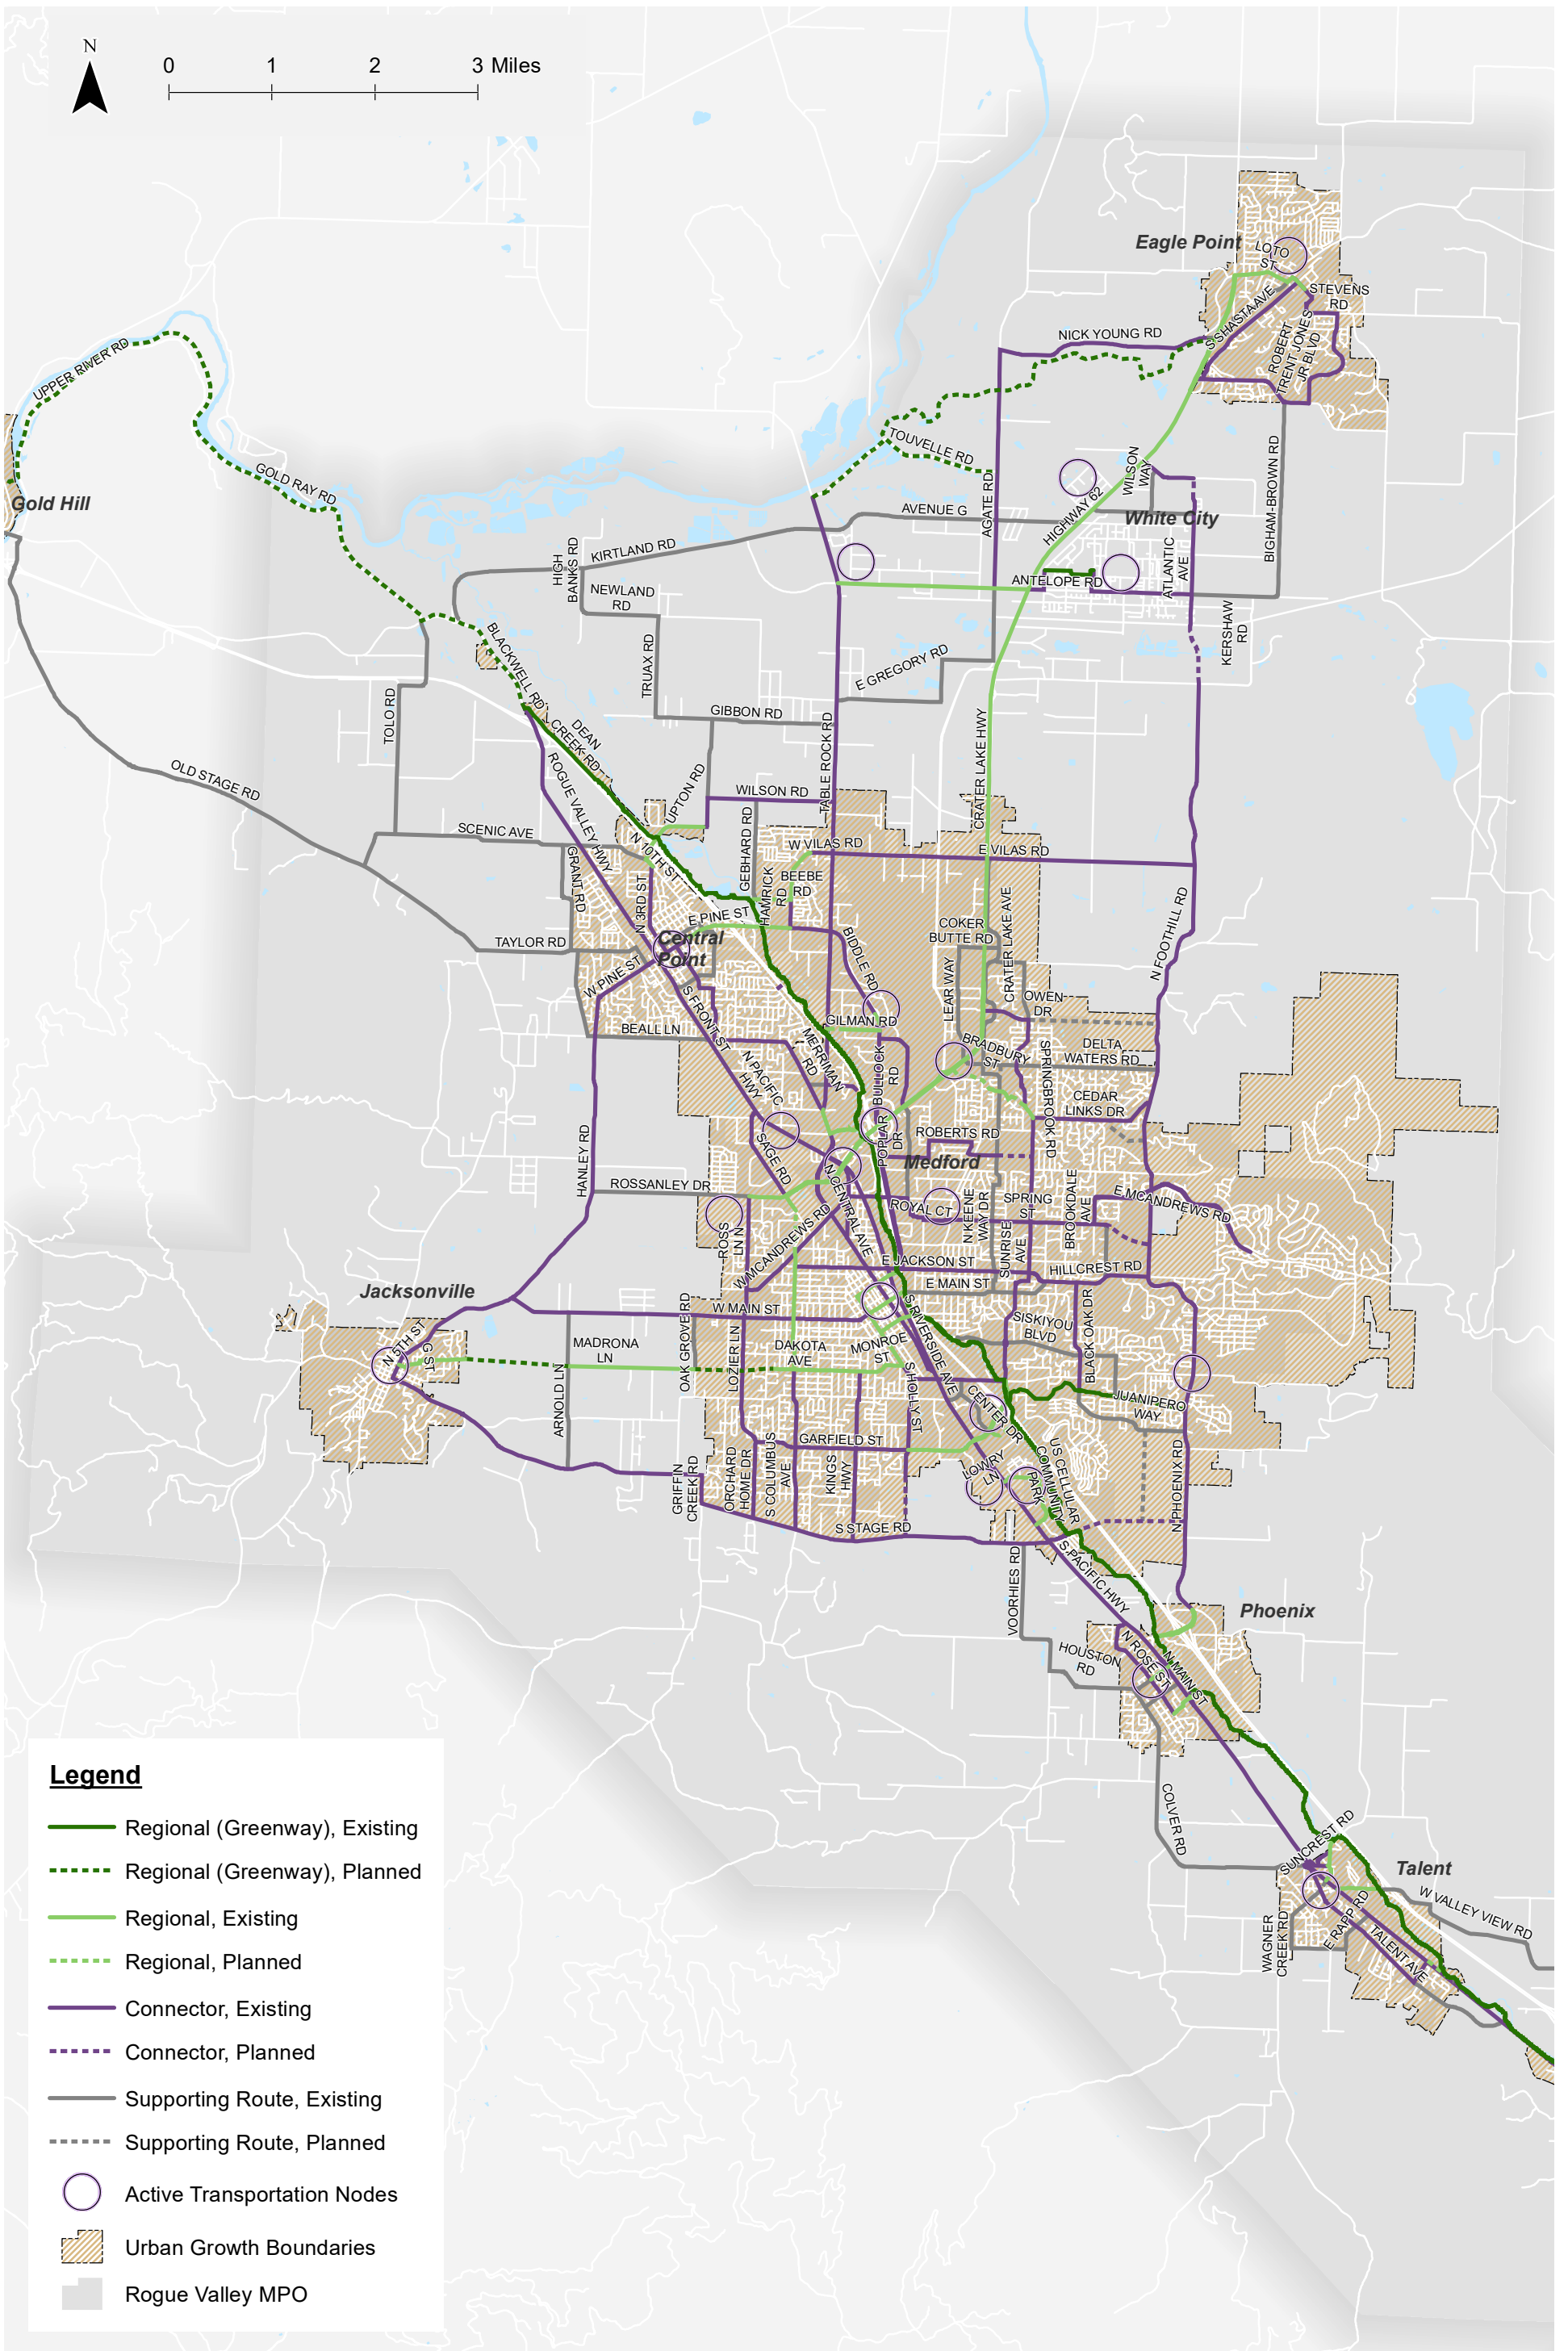 N
0
1
2
3 Miles
Eagle Point
LOTO
ST
STEVENS
RD
S SHASTA AVE
ROBERT
TRENT JONES
JR BLVD
NICK YOUNG RD
UPPER RIVER RD
GOLD RAY RD
Gold Hill
TOUVELLE RD
AGATE RD
WILSON
WAY
HIGHWAY 62
White City
BIGHAM-BROWN RD
AVENUE G
KIRTLAND RD
HIGH
BANKS RD
NEWLAND
RD
ANTELOPE RD
ATLANTIC
AVE
KERSHAW
RD
BLACKWELL RD
TRUAX RD
E GREGORY RD
TOLO RD
DEAN
CREEK RD
GIBBON RD
TABLE ROCK RD
CRATER LAKE HWY
OLD STAGE RD
ROGUE VALLEY HWY
UPTON RD
WILSON RD
SCENIC AVE
N 10TH ST
GEBHARD RD
W VILAS RD
E VILAS RD
GRANT RD
N 3RD ST
HAMRICK
RD
BEEBE
RD
E PINE ST
Central
Point
TAYLOR RD
W PINE ST
BIDDLE RD
COKER
BUTTE RD
CRATER LAKE AVE
N FOOTHILL RD
LEAR WAY
OWEN
DR
S FRONT ST
BEALL LN
GILMAN RD
MERRIMAN
RD
BRADBURY
ST
DELTA
WATERS RD
N PACIFIC
HWY
BULLOCK
RD
SPRINGBROOK RD
CEDAR
LINKS DR
HANLEY RD
SAGE RD
POPLAR
DR
ROBERTS RD
Medford
ROSSANLEY DR
N CENTRAL AVE
ROYAL CT
N KEENE
WAY DR
SPRING
ST
BROOKDALE
AVE
E MCANDREWS RD
ROSS
LN N
W MCANDREWS RD
SUNRISE
AVE
E JACKSON ST
HILLCREST RD
Jacksonville
E MAIN ST
W MAIN ST
S RIVERSIDE AVE
SISKIYOU
BLVD
BLACK OAK DR
N 5TH ST
G ST
MADRONA
LN
OAK GROVE RD
LOZIER LN
DAKOTA
AVE
MONROE
ST
S HOLLY ST
ARNOLD LN
CENTER DR
JUANIPERO
WAY
GARFIELD ST
LOWRY
LN
US CELLULAR
COMMUNITY
PARK
GRIFFIN
CREEK RD
ORCHARD
HOME DR
S COLUMBUS
AVE
KINGS
HWY
N PHOENIX RD
S STAGE RD
VOORHIES RD
S PACIFIC HWY
Phoenix
HOUSTON
RD
N ROSE ST
N MAIN ST
COLVER RD
SUNCREST RD
Talent
W VALLEY VIEW RD
WAGNER
CREEK RD
E RAPP RD
TALENT AVE
Legend
Regional (Greenway), Existing
Regional (Greenway), Planned
Regional, Existing
Regional, Planned
Connector, Existing
Connector, Planned
Supporting Route, Existing
Supporting Route, Planned
Active Transportation Nodes
Urban Growth Boundaries
Rogue Valley MPO